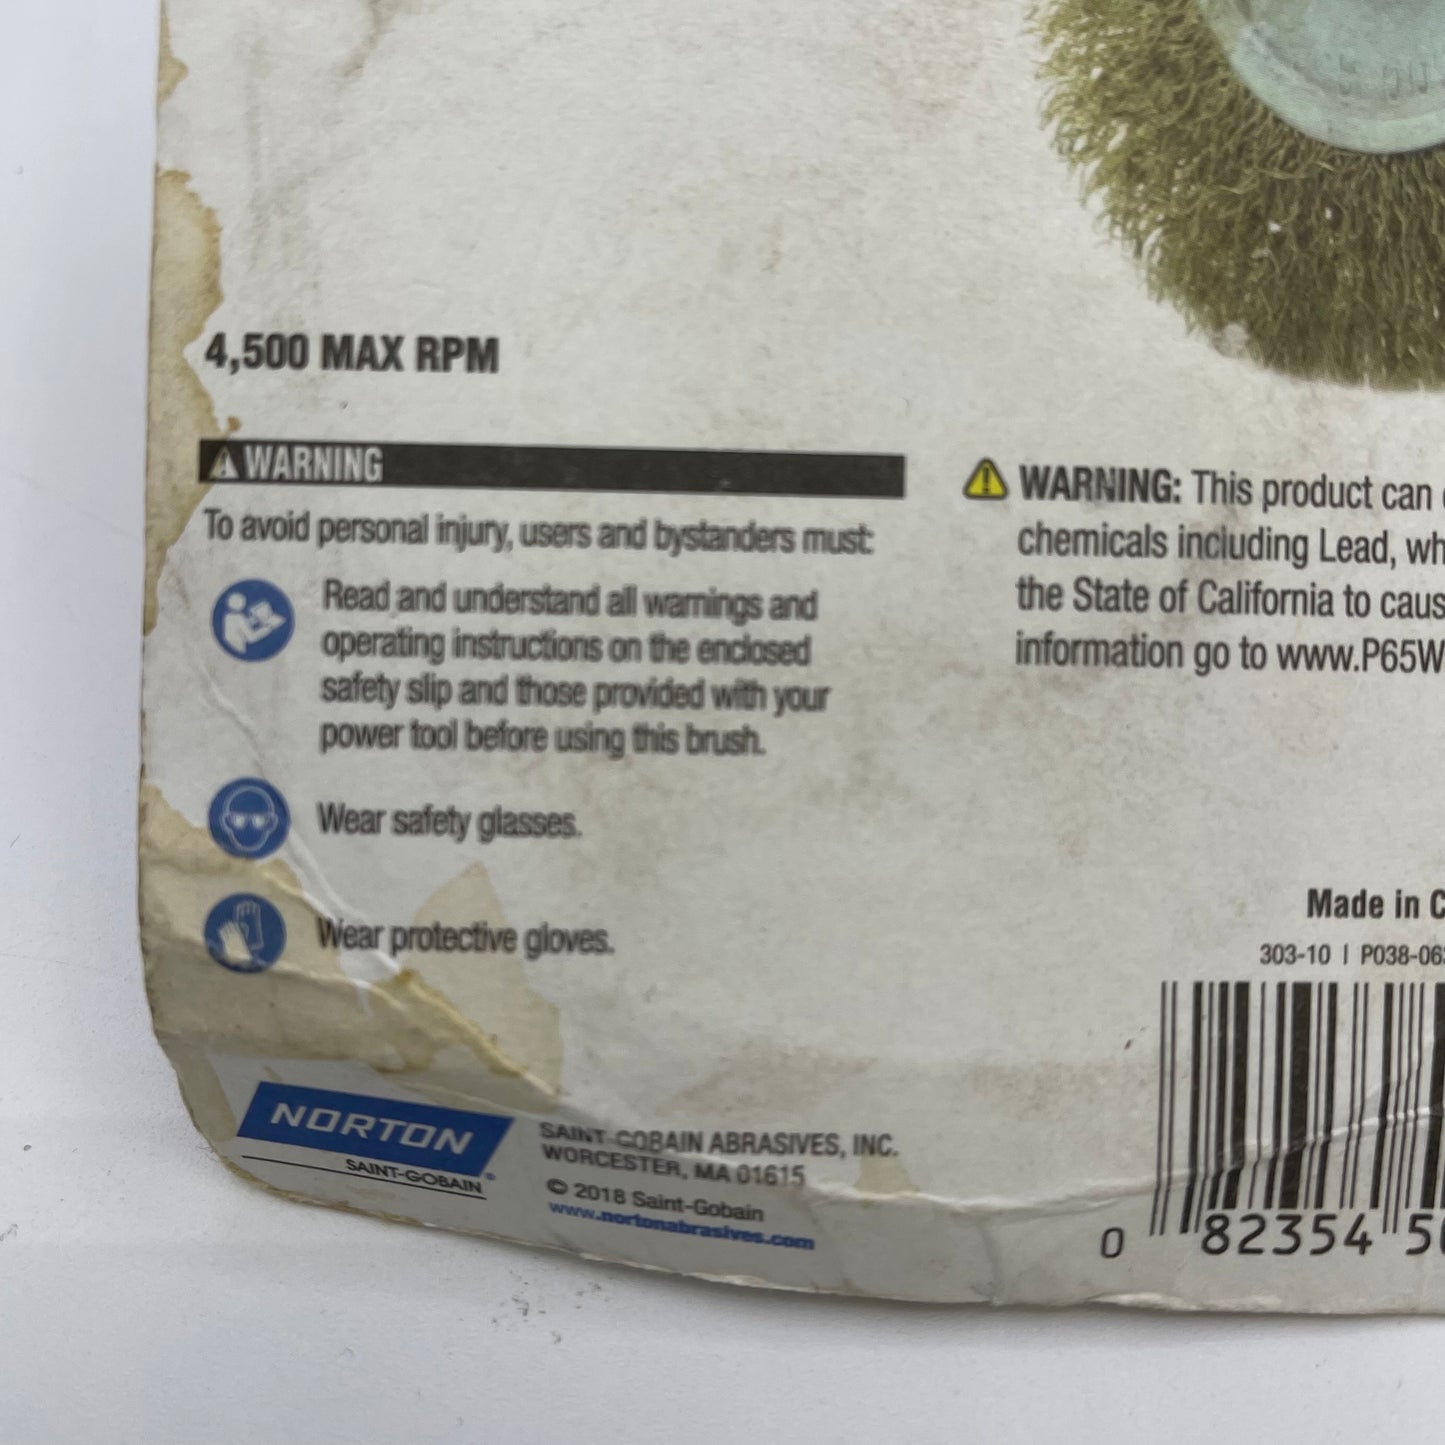 4,500 MAX RPM
WARNING
To avoid personal injury, users and bystanders must:
Read and understand all warnings and
operating instructions on the enclosed
safety slip and those provided with your
power tool before using this brush.
Wear safety glasses.
Wear protective gloves.
WARNING: This product can
chemicals including Lead,
the State of California to
information go to
Made in
303-10 |
NORTON
SAINT-GOBAIN
SAINT-GOBAIN ABRASIVES, INC.
WORCESTER, MA 01615
© 2018 Saint-Gobain
www.nortonabrasives.com
0 82354